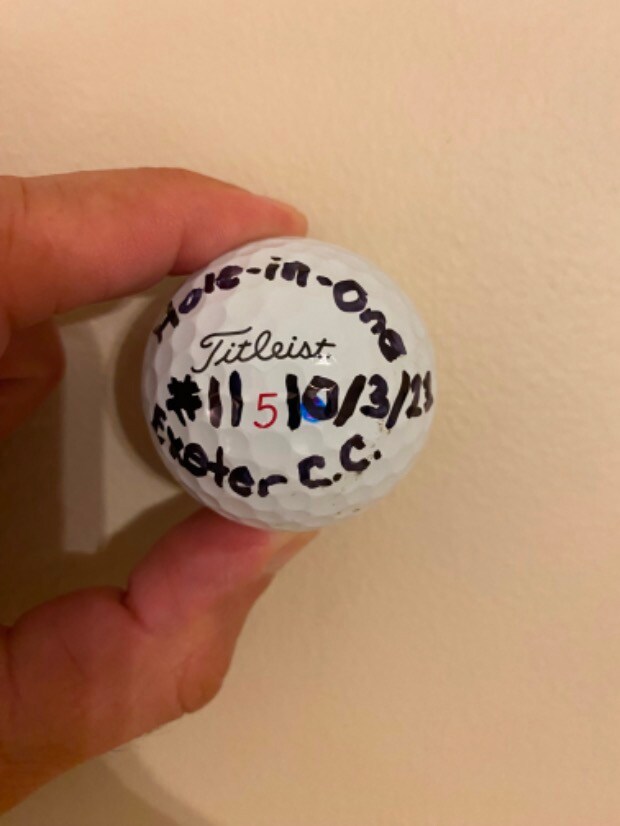 Hole-in-One
Titleist
#11 5 10/3/23
Exeter C.C.